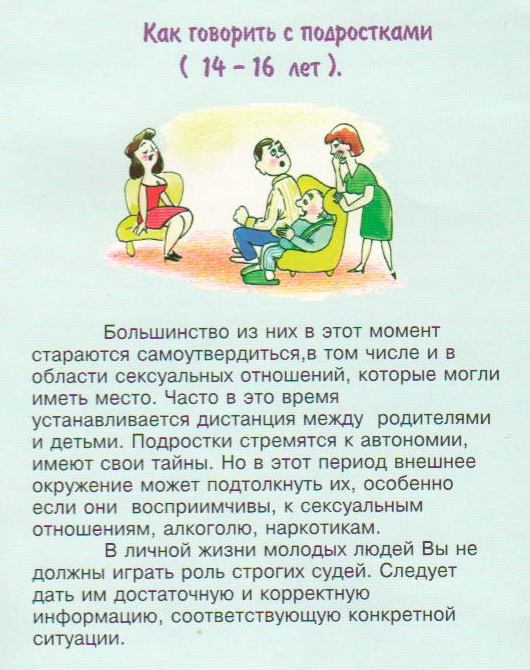 Как говорить с подростками
( 14 – 16 лет ).
Большинство из них в этот момент
стараются самоутвердиться,в том числе и в
области сексуальных отношений, которые могли
иметь место. Часто в это время
устанавливается дистанция между родителями
и детьми. Подростки стремятся к автономии,
имеют свои тайны. Но в этот период внешнее
окружение может подтолкнуть их, особенно
если они восприимчивы, к сексуальным
отношениям, алкоголю, наркотикам.
В личной жизни молодых людей Вы не
должны играть роль строгих судей. Следует
дать им достаточную и корректную
информацию, соответствующую конкретной
ситуации.